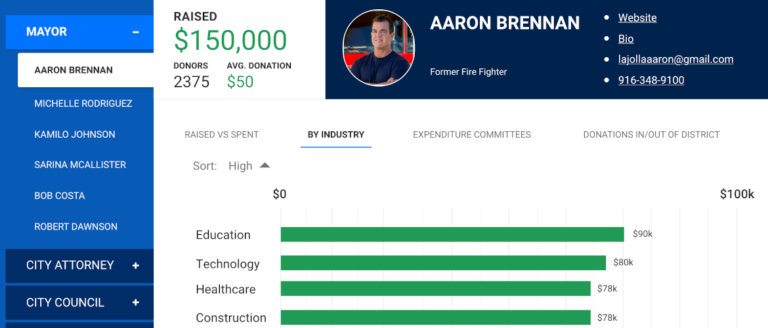 MAYOR –
AARON BRENNAN
MICHELLE RODRIGUEZ
KAMILO JOHNSON
SARINA MCALLISTER
BOB COSTA
ROBERT DAWNSON
CITY ATTORNEY +
CITY COUNCIL +
RAISED
$150,000
DONORS AVG. DONATION
2375 $50
AARON BRENNAN
Former Fire Fighter
Website
Bio
lajollaaaron@gmail.com
916-348-9100
RAISED VS SPENT BY INDUSTRY EXPENDITURE COMMITTEES DONATIONS IN/OUT OF DISTRICT
Sort: High
$0 $100k
Education $90k
Technology $80k
Healthcare $78k
Construction $78k